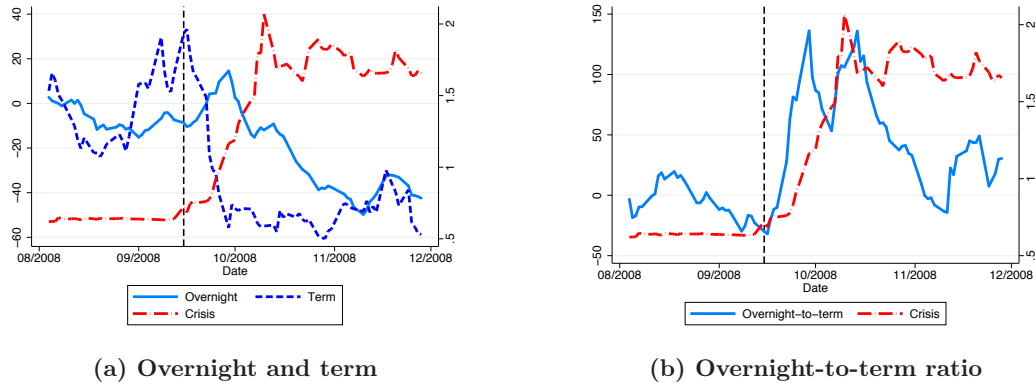 40
20
0
−20
−40
−60
2
1.5
1
.5
08/2008 09/2008 10/2008 11/2008 12/2008
Date
Overnight Term
Crisis
(a) Overnight and term
150
100
50
0
−50
2
1.5
1
.5
08/2008 09/2008 10/2008 11/2008 12/2008
Date
Overnight−to−term Crisis
(b) Overnight-to-term ratio